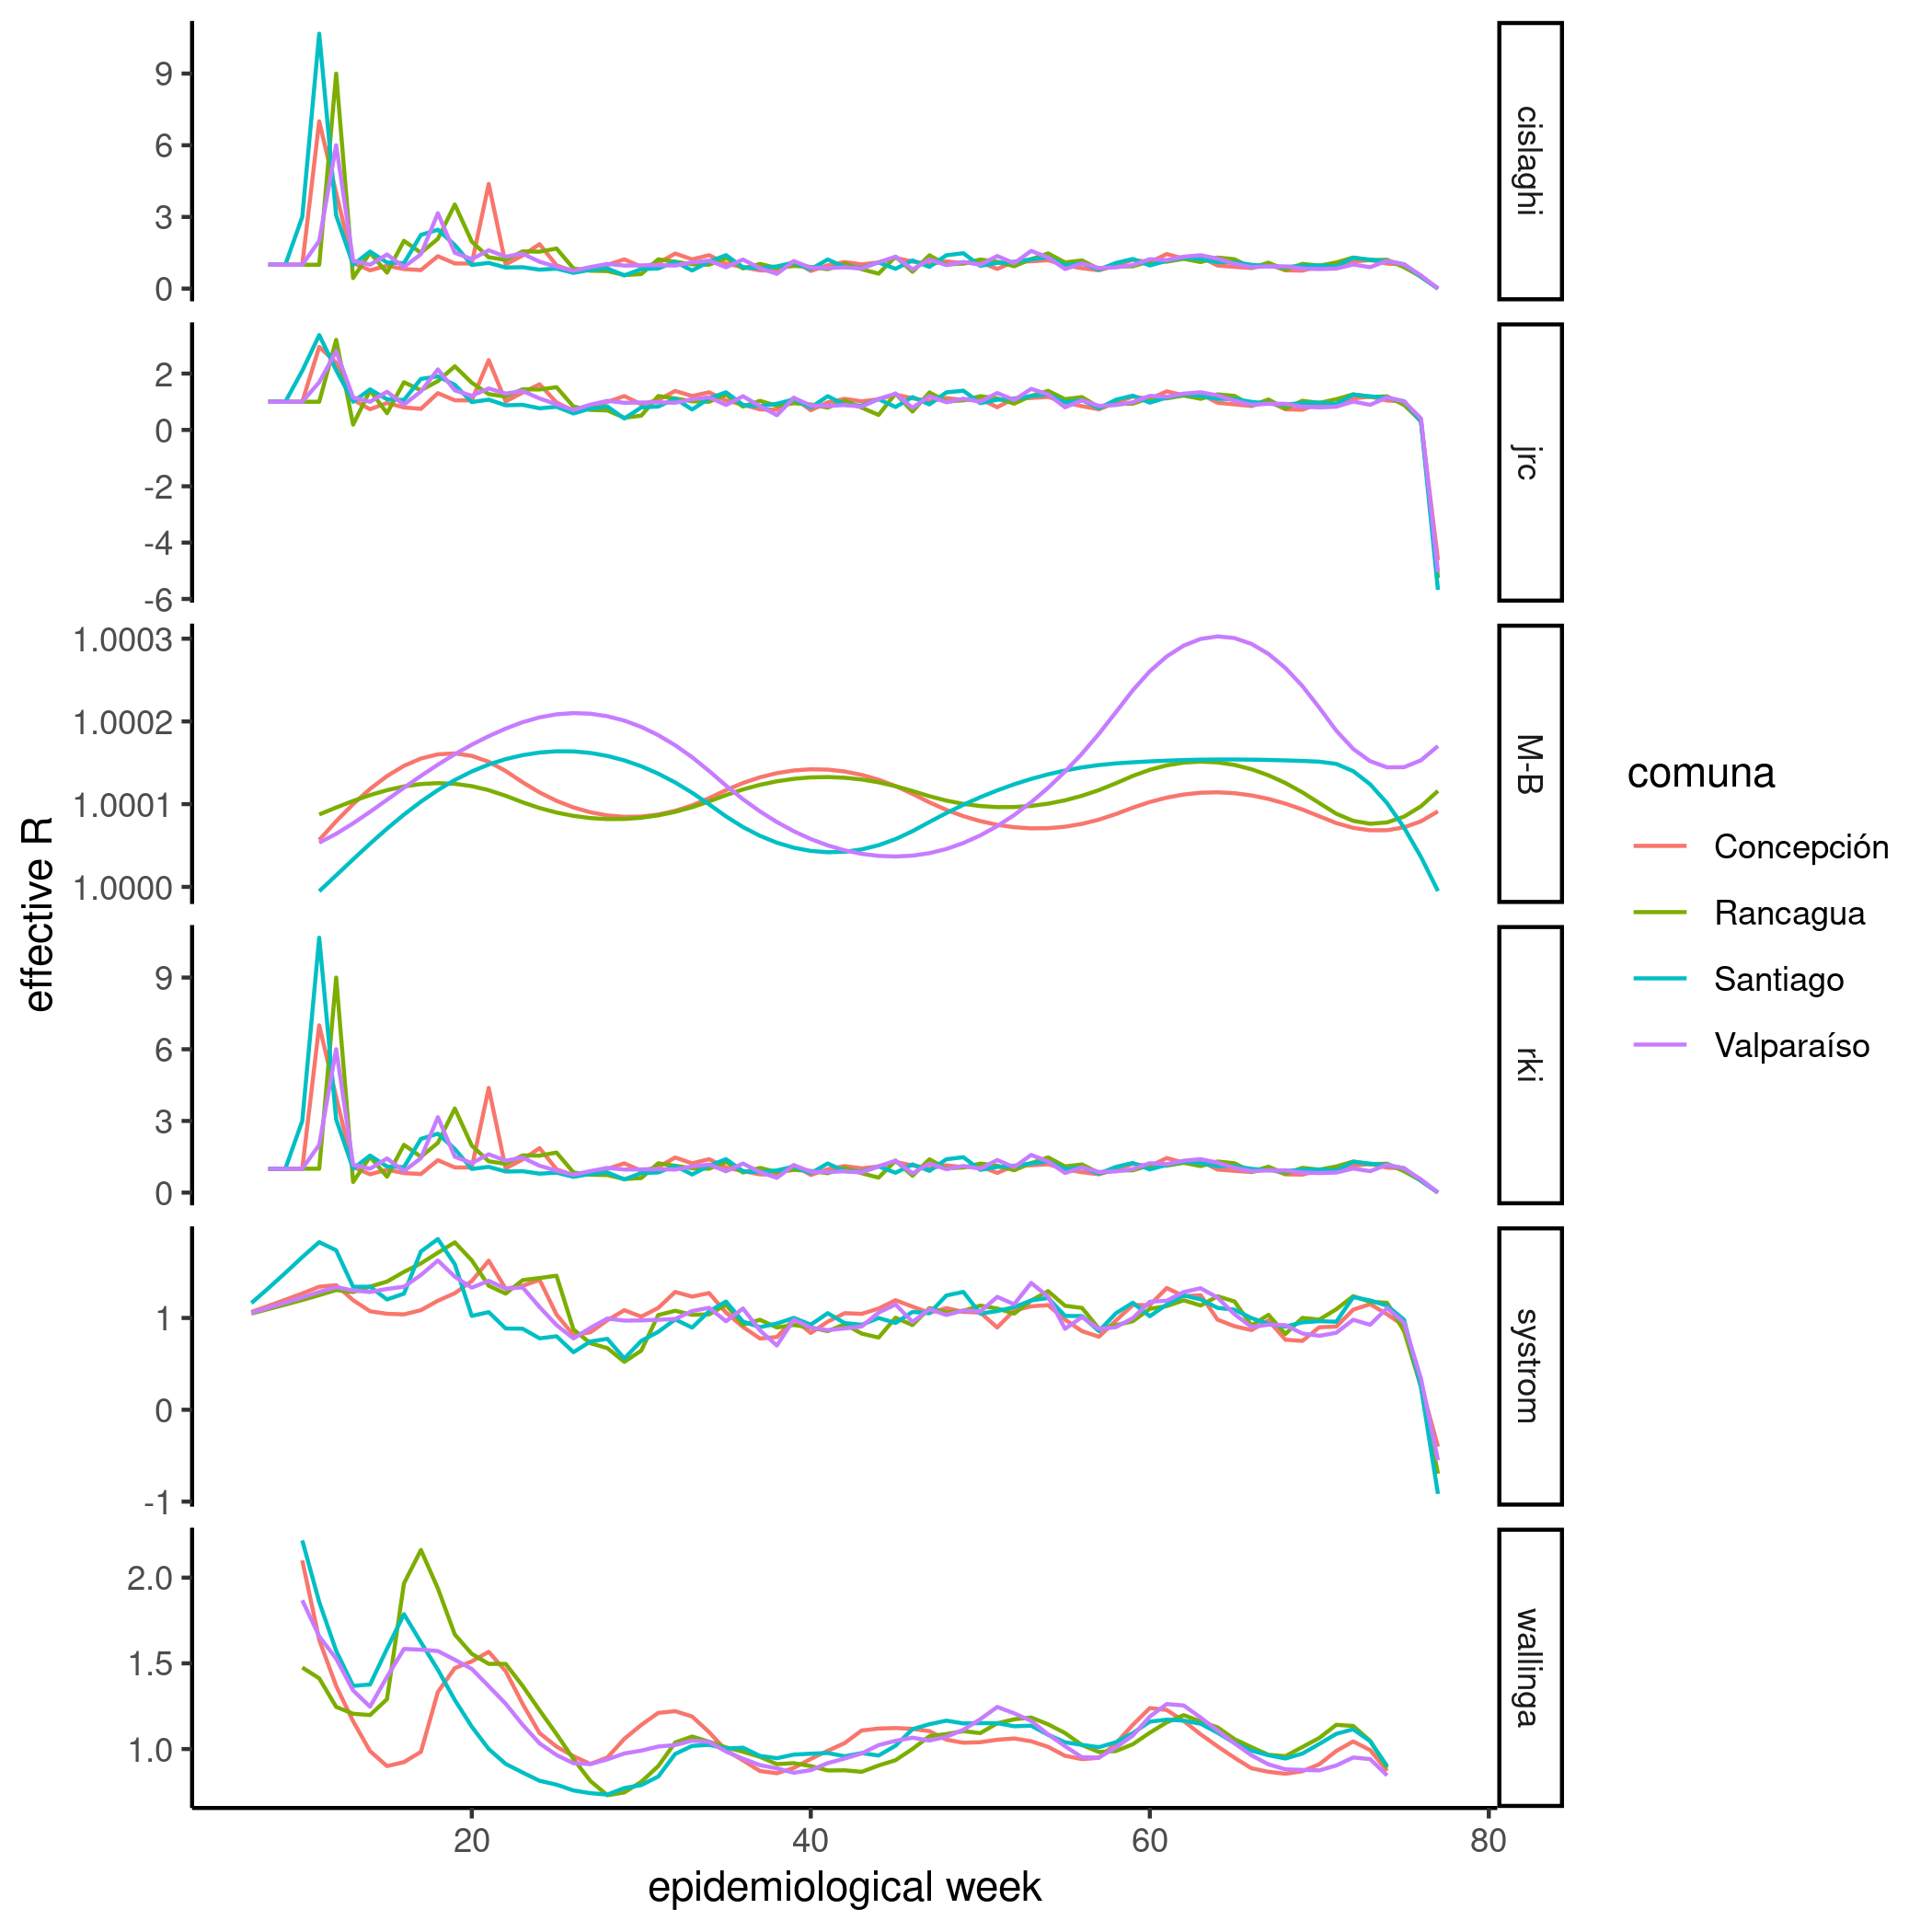 effective R
9
6
3
0
cislaghi
2
0
-2
-4
-6
jrc
1.0003
1.0002
1.0001
1.0000
M-B
9
6
3
0
rki
1
0
-1
systrom
2.0
1.5
1.0
wallinga
20 40 60 80
epidemiological week
comuna
Concepción
Rancagua
Santiago
Valparaíso